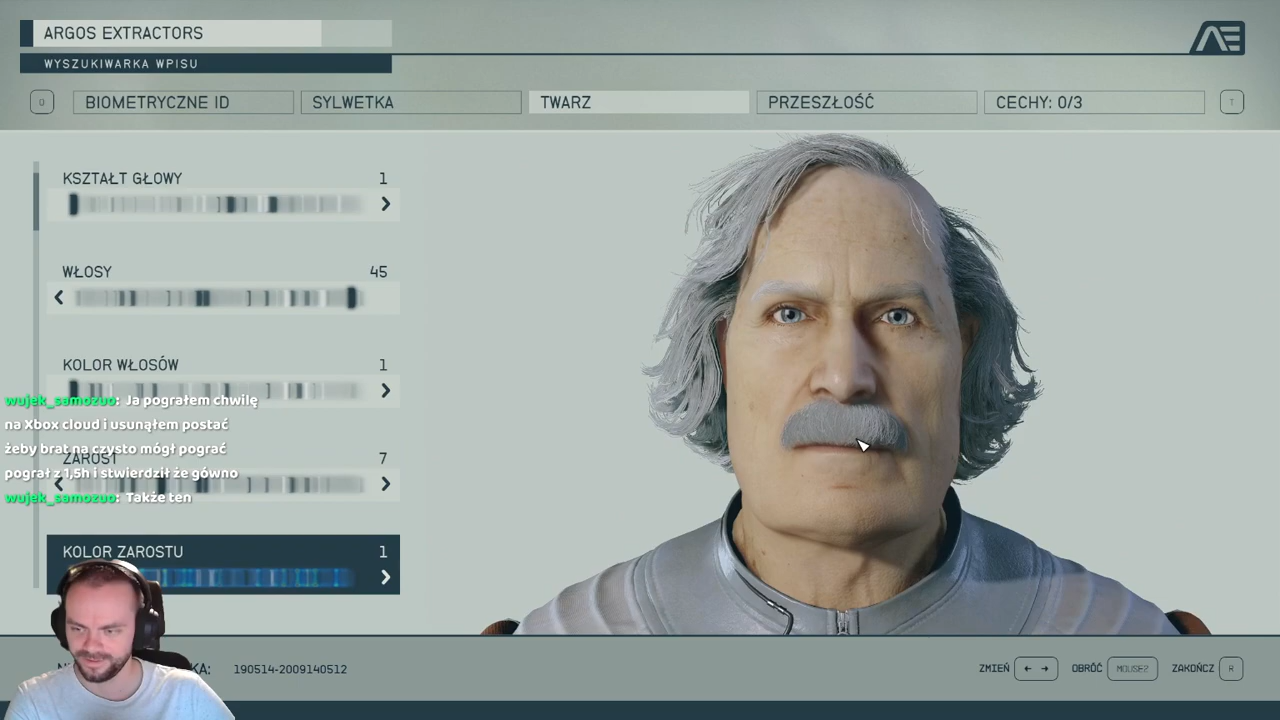 ARGOS EXTRACTORS
WYSZUKIWARKA WPISU
Q
BIOMETRYCZNE ID
SYLWETKA
TWARZ
PRZESZŁOŚĆ
CECHY: 0/3
T
KSZTAŁT GŁOWY 1
WŁOSY 45
KOLOR WŁOSÓW 1
wujek_samozuo: Ja pograłem chwilę
na Xbox cloud i usunąłem postać
żeby brat na czysto mógł pograć
ZAROST 7
pograł z 1,5h i stwierdził że gówno
wujek_samozuo: Także ten
KOLOR ZAROSTU 1
KA: 190514-2009140512
ZMIEŃ
OBRÓĆ MOUSE2
ZAKOŃCZ R